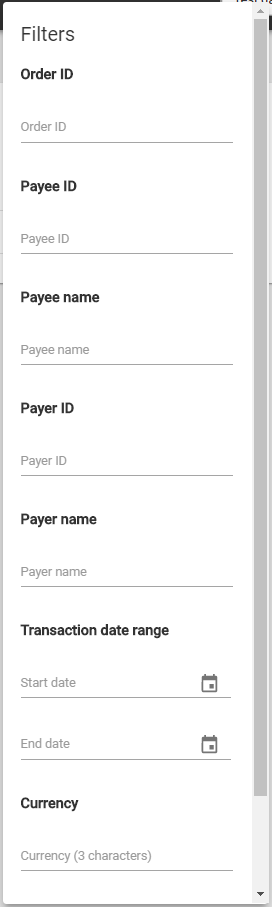 Filters
Order ID
Order ID
Payee ID
Payee ID
Payee name
Payee name
Payer ID
Payer ID
Payer name
Payer name
Transaction date range
Start date
End date
Currency
Currency (3 characters)